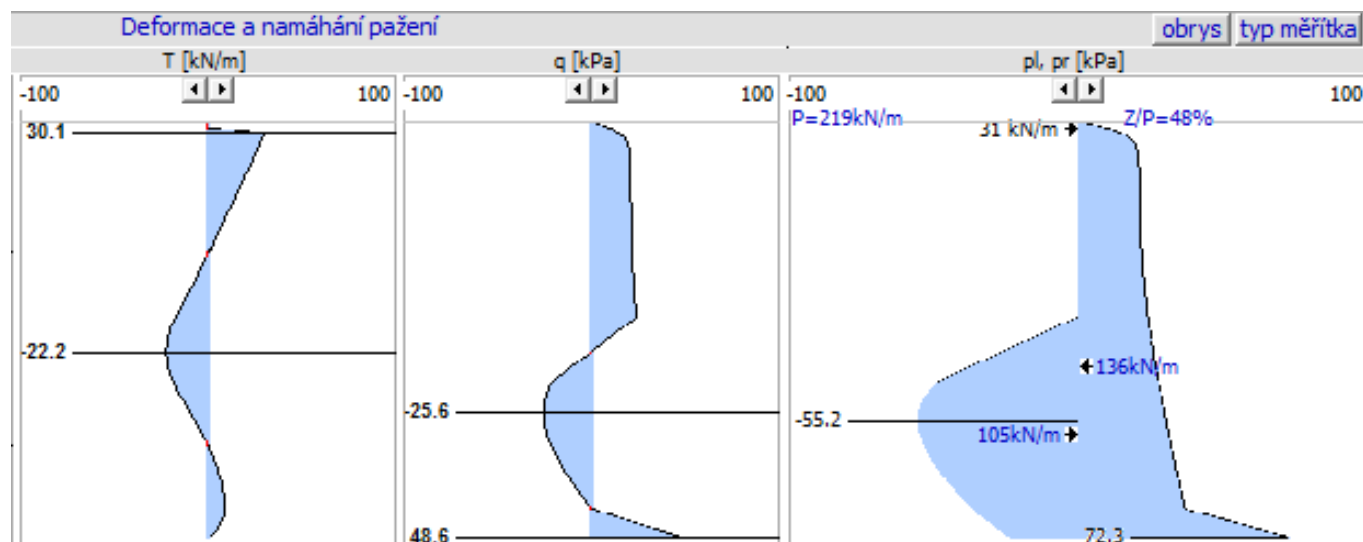 Deformace a namáhání pažení obrys typ měřítka
T [kN/m] q [kPa] pl, pr [kPa]
-100 100 -100 100 -100 100
P=219kN/m 31 kN/m Z/P=48%
30.1
-22.2
136kN/m
-25.6 -55.2
105kN/m
48.6 72.3